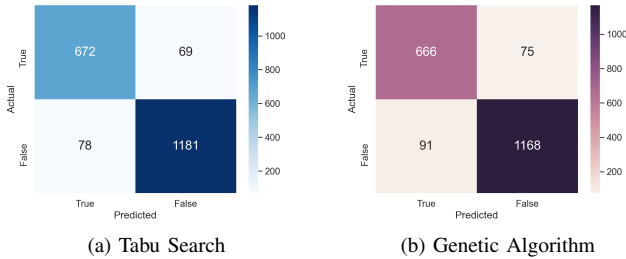 True
672
69
False
78
1181
Actual
True
False
Predicted
1000
800
600
400
200
(a) Tabu Search
True
666
75
False
91
1168
Actual
True
False
Predicted
1000
800
600
400
200
(b) Genetic Algorithm